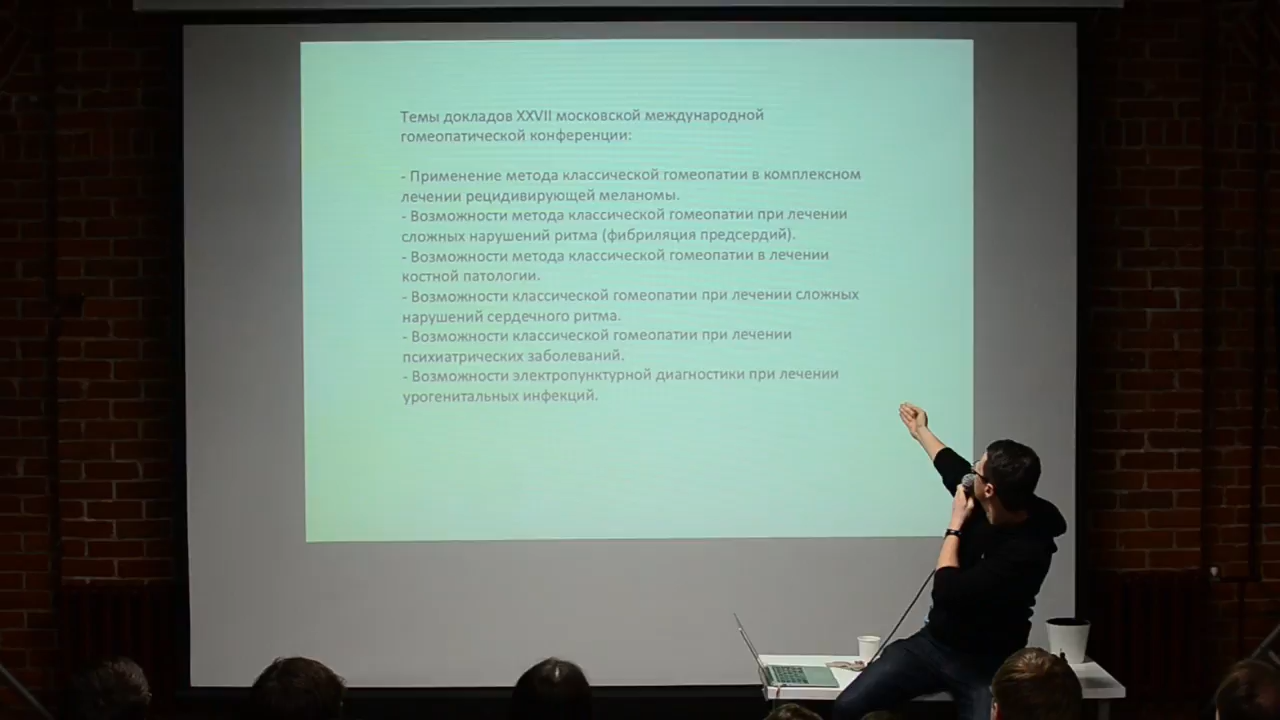 Темы докладов XXVII московской международной
гомеопатической конференции:
- Применение метода классической гомеопатии в комплексном
лечении рецидивирующей меланомы.
- Возможности метода классической гомеопатии при лечении
сложных нарушений ритма (фибриляция предсердий).
- Возможности метода классической гомеопатии в лечении
костной патологии.
- Возможности классической гомеопатии при лечении сложных
нарушений сердечного ритма.
- Возможности классической гомеопатии при лечении
психиатрических заболеваний.
- Возможности электропунктурной диагностики при лечении
урогенитальных инфекций.